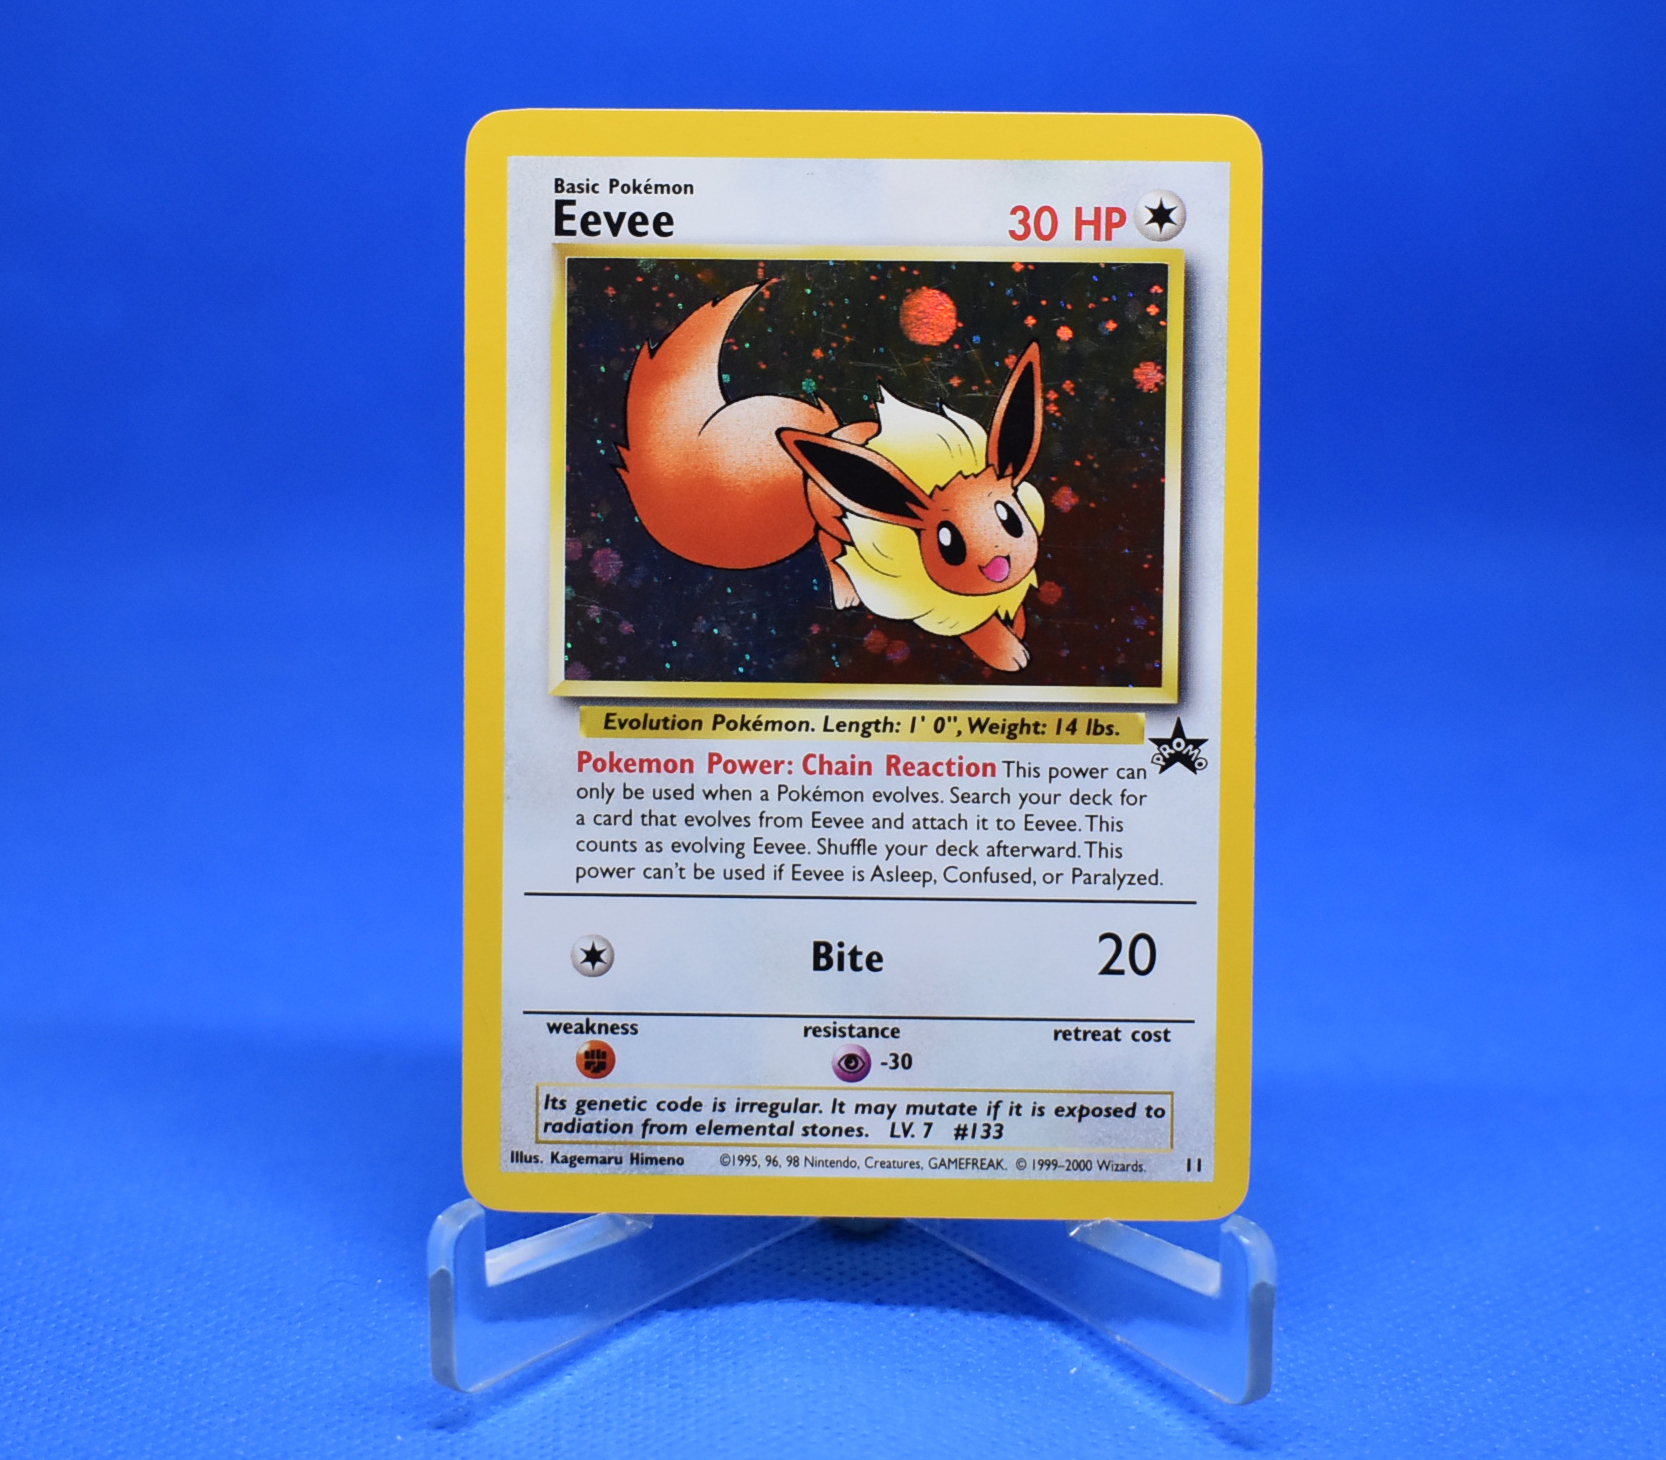 Basic Pokémon
Eevee
30 HP
Evolution Pokémon. Length: 1' 0", Weight: 14 lbs.
PROMO
Pokemon Power: Chain Reaction This power can
only be used when a Pokémon evolves. Search your deck for
a card that evolves from Eevee and attach it to Eevee. This
counts as evolving Eevee. Shuffle your deck afterward. This
power can't be used if Eevee is Asleep, Confused, or Paralyzed.
Bite 20
weakness resistance retreat cost
-30
Its genetic code is irregular. It may mutate if it is exposed to
radiation from elemental stones. LV. 7 #133
Illus. Kagemaru Himeno ©1995, 96, 98 Nintendo, Creatures, GAMEFREAK. © 1999–2000 Wizards. 11